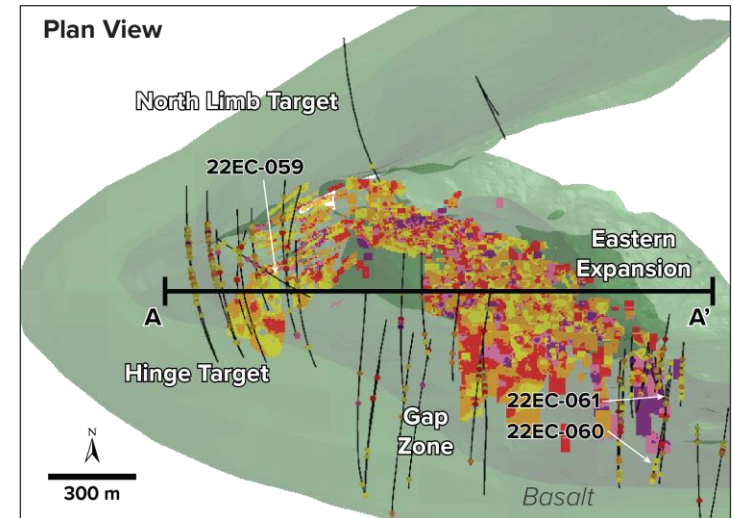 Plan View
North Limb Target
22EC-059
Eastern
Expansion
A
A'
Hinge Target
22EC-061
Gap
Zone
22EC-060
N
300 m
Basalt